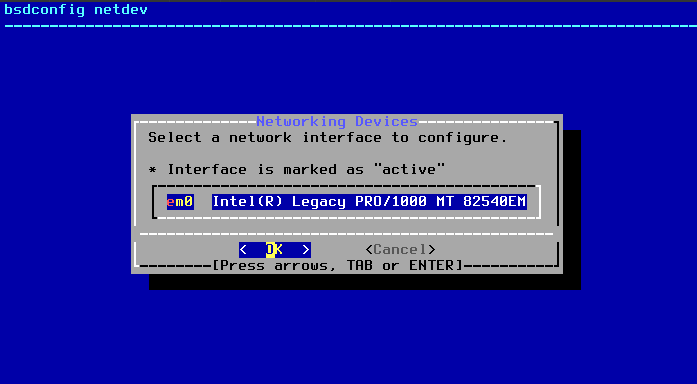 bsdconfig netdev
Networking Devices
Select a network interface to configure.
* Interface is marked as "active"
em0 Intel(R) Legacy PRO/1000 MT 82540EM
< OK > <Cancel>
[Press arrows, TAB or ENTER]